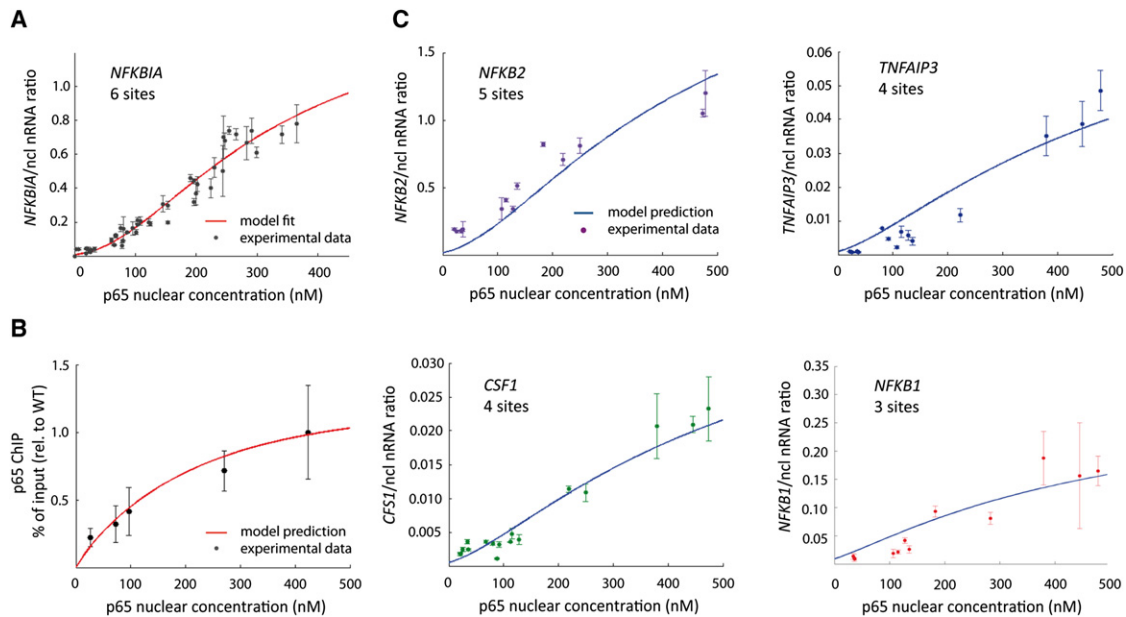 A
NFKBIA
6 sites
NFKBIA/ncl nRNA ratio
1.0
0.8
0.6
0.4
0.2
model fit
experimental data
0 100 200 300 400
p65 nuclear concentration (nM)
C
NFKB2
5 sites
NFKB2/ncl nRNA ratio
1.5
1.0
0.5
model prediction
experimental data
0 100 200 300 400 500
p65 nuclear concentration (nM)
TNFAIP3
4 sites
TNFAIP3/ncl nRNA ratio
0.06
0.05
0.04
0.03
0.02
0.01
0 100 200 300 400 500
p65 nuclear concentration (nM)
B
p65 ChIP
% of input (rel. to WT)
1.5
1.0
0.5
model prediction
experimental data
0 100 200 300 400 500
p65 nuclear concentration (nM)
CSF1
4 sites
CFS1/ncl nRNA ratio
0.030
0.025
0.020
0.015
0.010
0.005
0 100 200 300 400 500
p65 nuclear concentration (nM)
NFKB1
3 sites
NFKB1/ncl nRNA ratio
0.35
0.30
0.25
0.20
0.15
0.10
0.05
0 100 200 300 400 500
p65 nuclear concentration (nM)